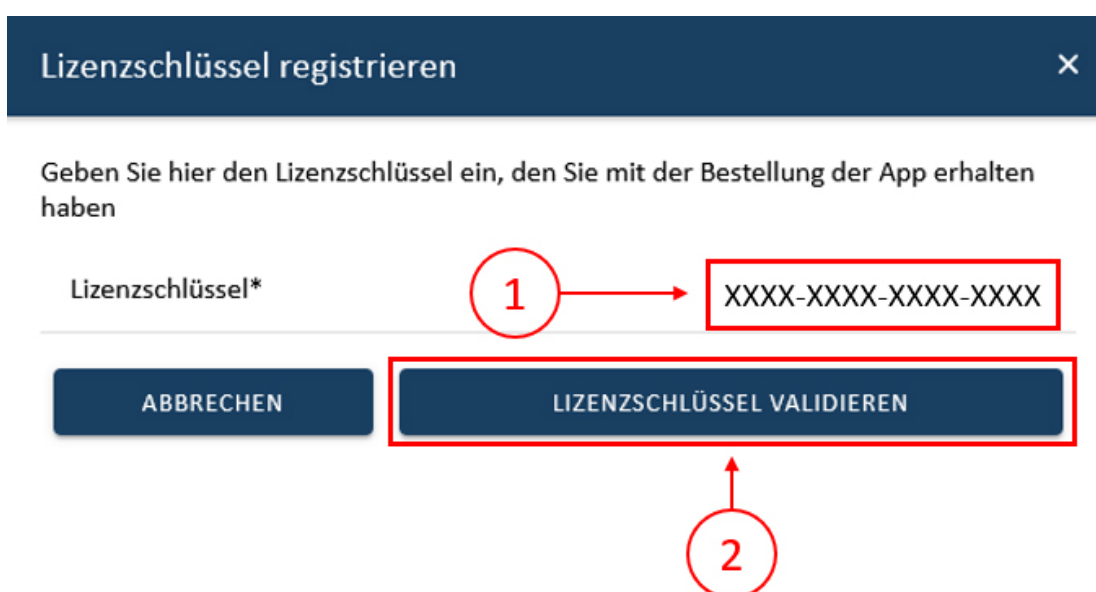 Lizenzschlüssel registrieren ×
Geben Sie hier den Lizenzschlüssel ein, den Sie mit der Bestellung der App erhalten
haben
Lizenzschlüssel* 1 XXXX-XXXX-XXXX-XXXX
ABBRECHEN LIZENZSCHLÜSSEL VALIDIEREN
2